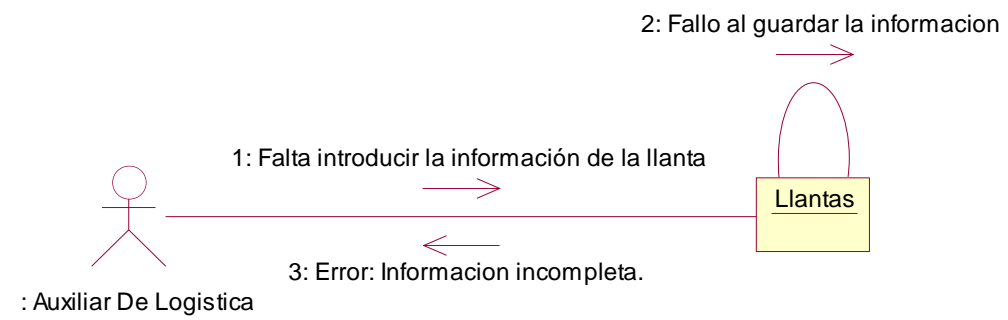 2: Fallo al guardar la informacion
1: Falta introducir la información de la llanta
Llantas
3: Error: Informacion incompleta.
: Auxiliar De Logistica